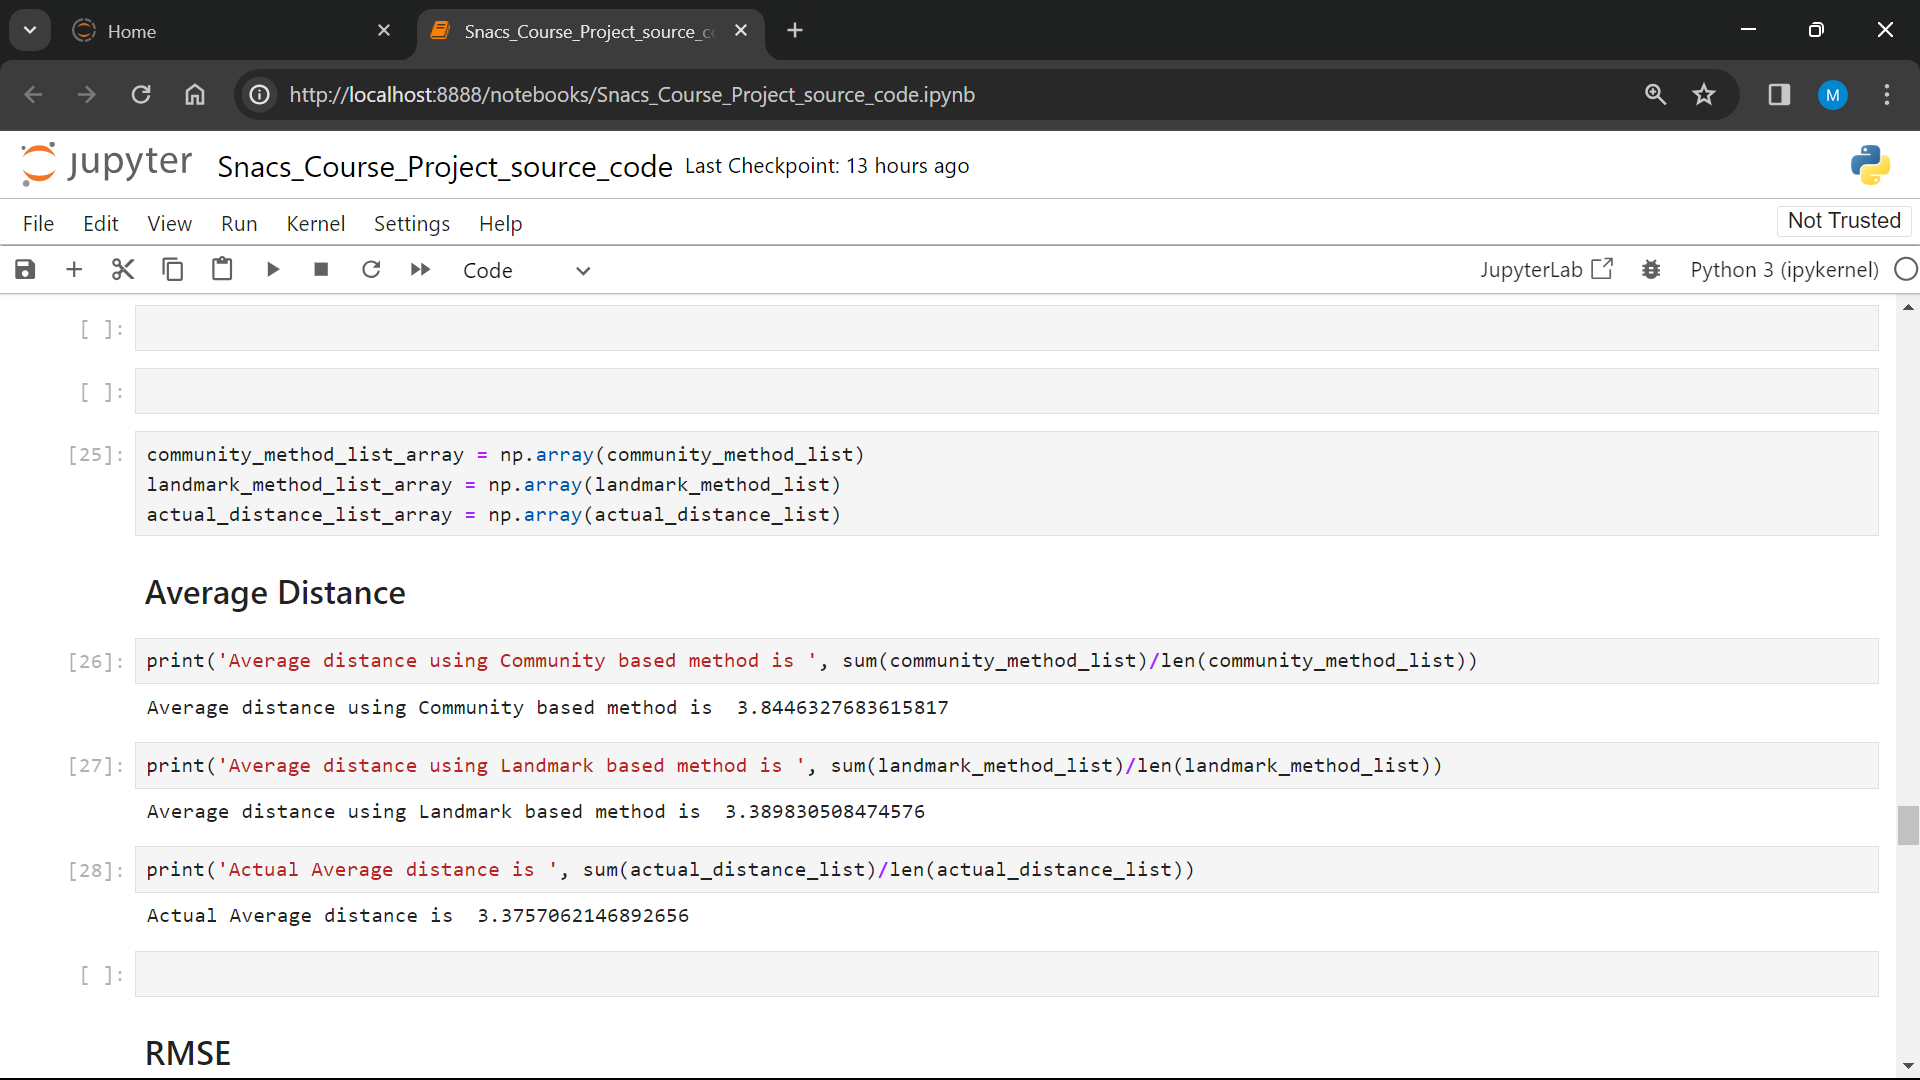 Home
Snacs_Course_Project_source_c
http://localhost:8888/notebooks/Snacs_Course_Project_source_code.ipynb
M
jupyter Snacs_Course_Project_source_code Last Checkpoint: 13 hours ago
File Edit View Run Kernel Settings Help
Not Trusted
Code
JupyterLab
Python 3 (ipykernel)
[ ]:
[ ]:
[25]: community_method_list_array = np.array(community_method_list)
landmark_method_list_array = np.array(landmark_method_list)
actual_distance_list_array = np.array(actual_distance_list)
Average Distance
[26]: print('Average distance using Community based method is ', sum(community_method_list)/len(community_method_list))
Average distance using Community based method is  3.8446327683615817
[27]: print('Average distance using Landmark based method is ', sum(landmark_method_list)/len(landmark_method_list))
Average distance using Landmark based method is  3.389830508474576
[28]: print('Actual Average distance is ', sum(actual_distance_list)/len(actual_distance_list))
Actual Average distance is  3.3757062146892656
[ ]:
RMSE